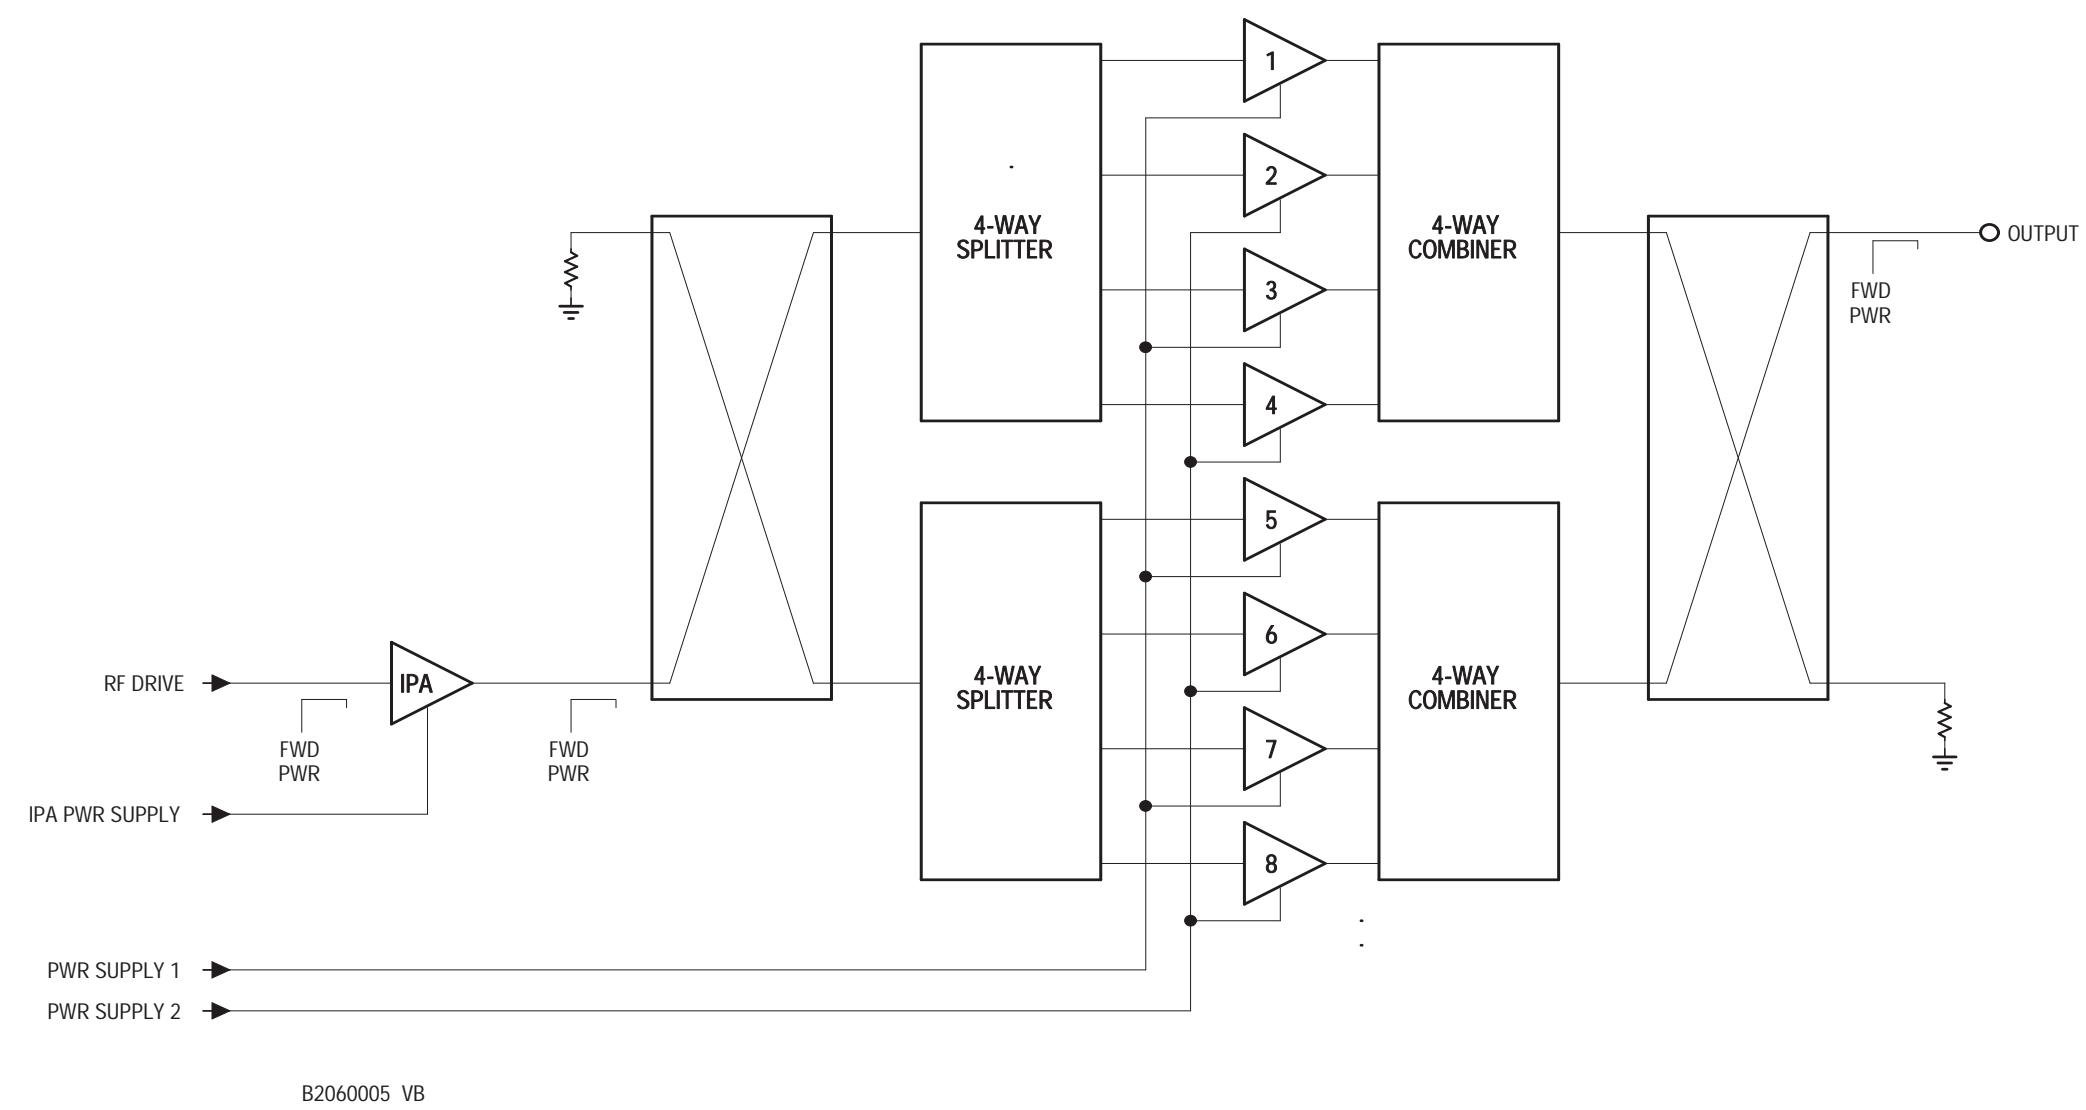 1
2
4-WAY
SPLITTER
4-WAY
COMBINER
OUTPUT
3
FWD
PWR
4
5
6
RF DRIVE
IPA
4-WAY
SPLITTER
4-WAY
COMBINER
FWD
PWR
FWD
PWR
7
IPA PWR SUPPLY
8
PWR SUPPLY 1
PWR SUPPLY 2
B2060005 VB